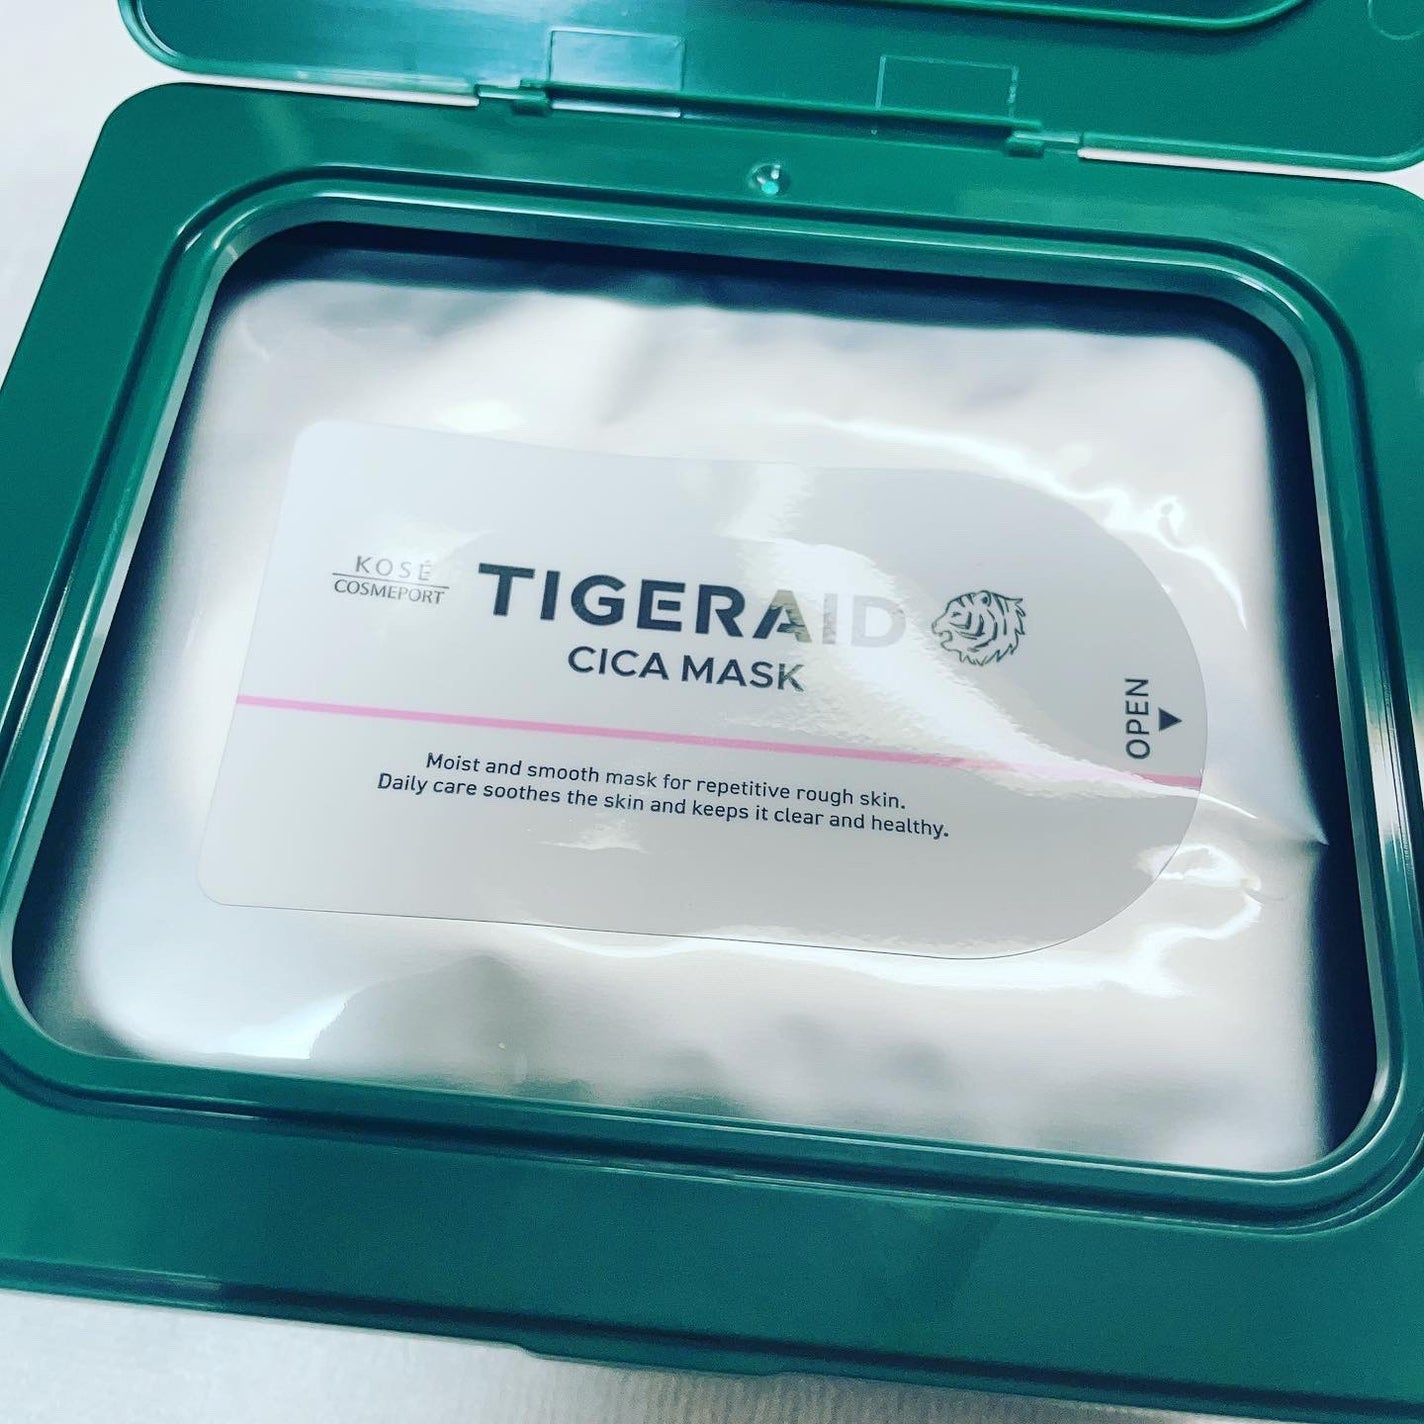 KOSÉ
COSMEPORT
TIGERAID
CICA MASK
OPEN
Moist and smooth mask for repetitive rough skin.
Daily care soothes the skin and keeps it clear and healthy.